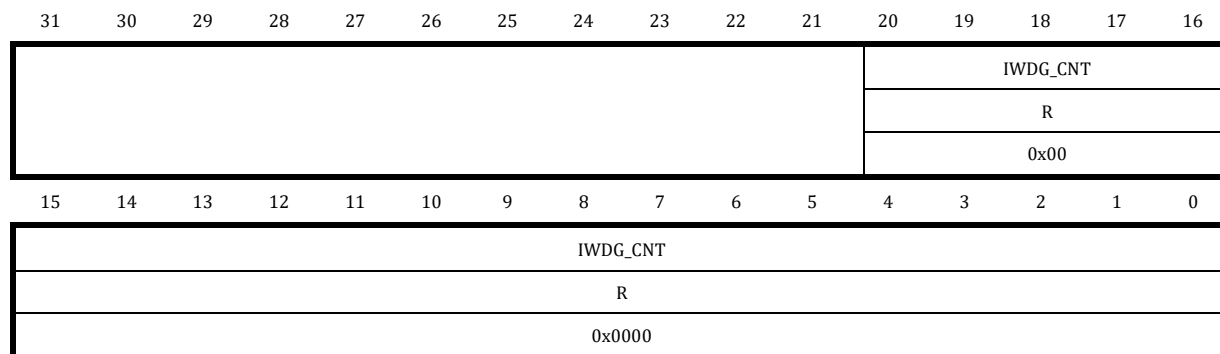 31 30 29 28 27 26 25 24 23 22 21 20 19 18 17 16
IWDG_CNT
R
0x00
15 14 13 12 11 10 9 8 7 6 5 4 3 2 1 0
IWDG_CNT
R
0x0000